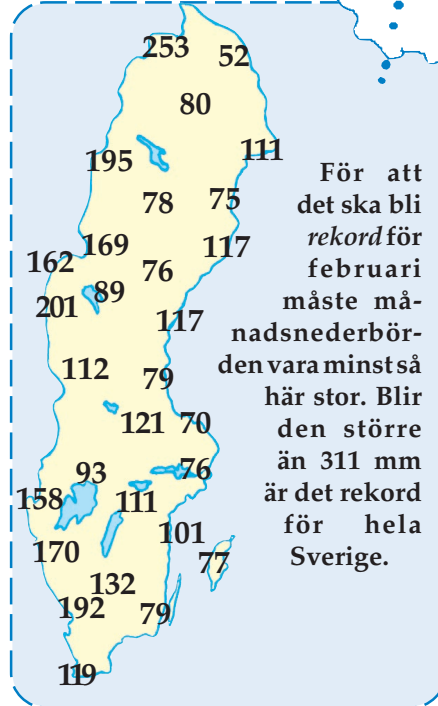 253
52
80
195
111
78
75
169
117
162
76
89
201
117
112
79
121
70
93
76
158
111
101
170
77
132
192
79
119
För att
det ska bli
rekord för
februari
måste må-
nadsnederbör-
den vara minst så
här stor. Blir
den större
än 311 mm
är det rekord
för hela
Sverige.